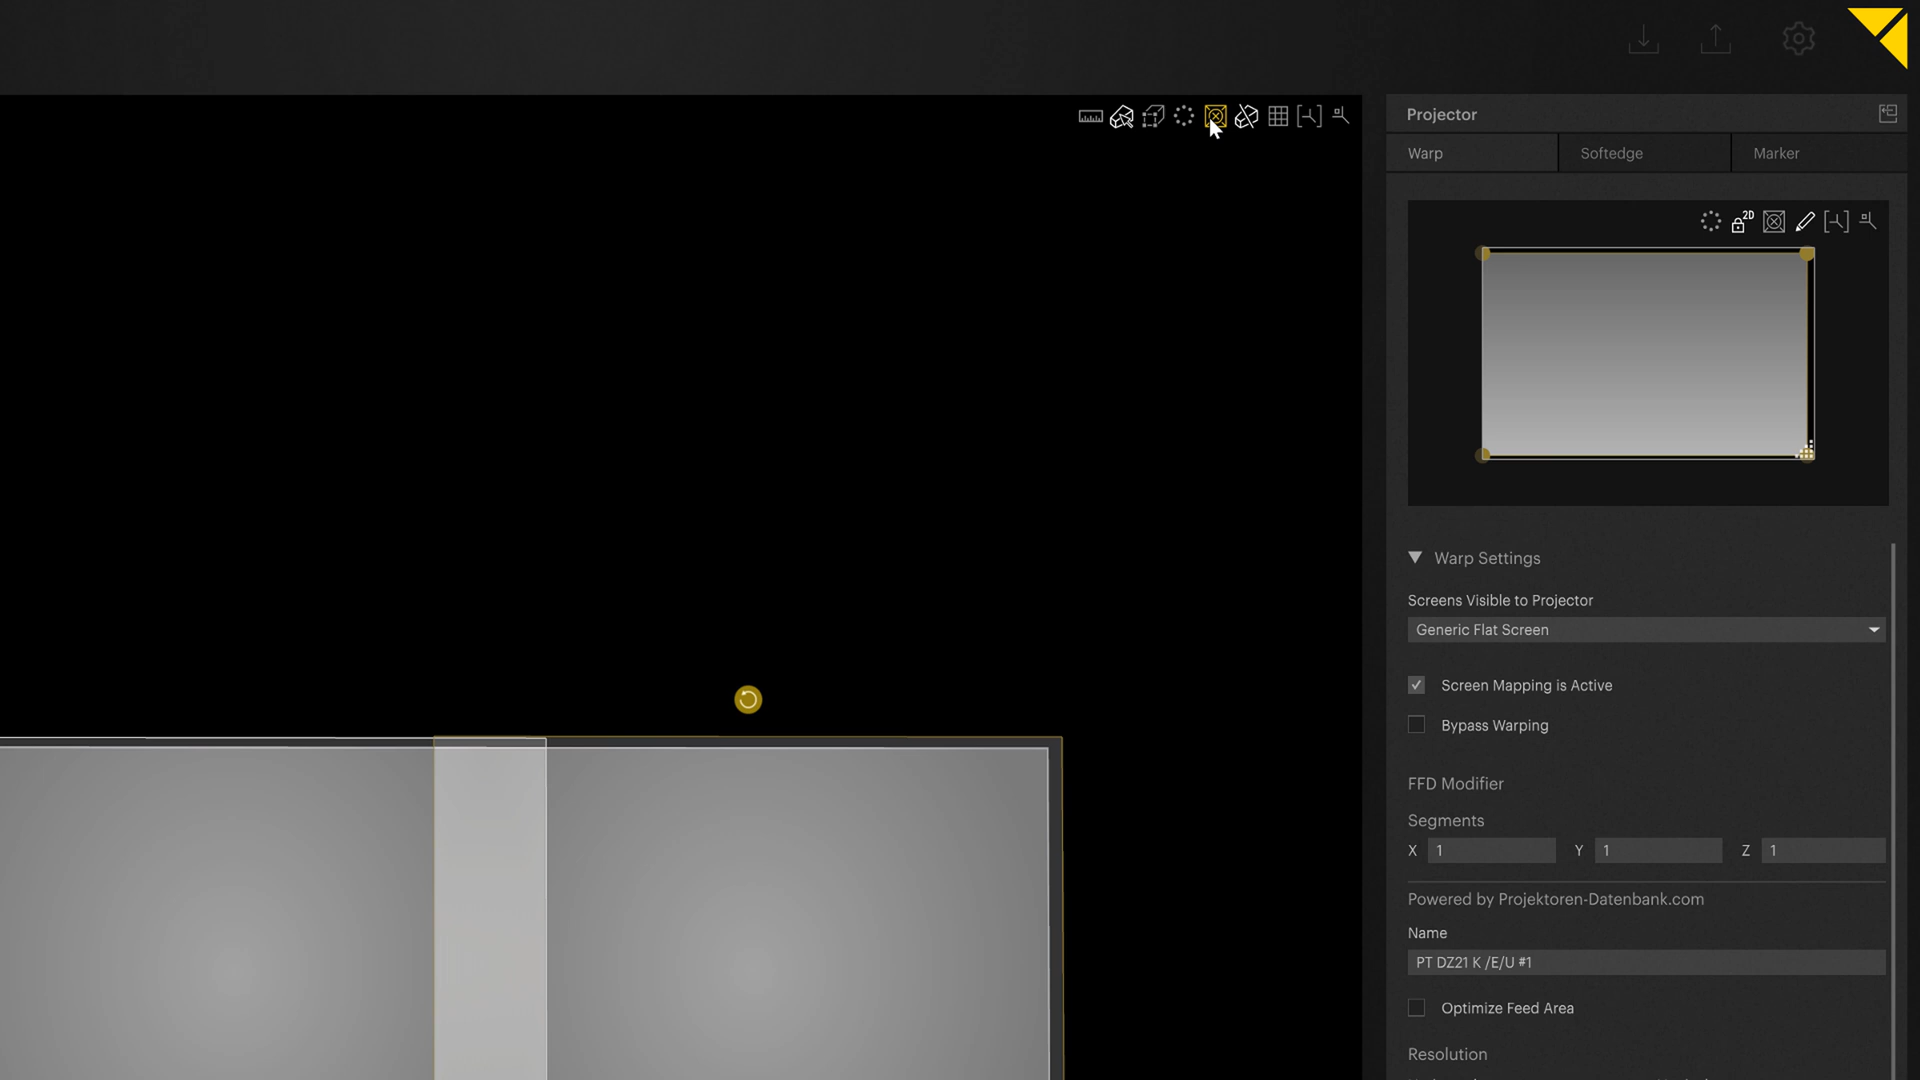 Projector
Warp
Softedge
Marker
2D
Warp Settings
Screens Visible to Projector
Generic Flat Screen
Screen Mapping is Active
Bypass Warping
FFD Modifier
Segments
X 1 Y 1 Z 1
Powered by Projektoren-Datenbank.com
Name
PT DZ21 K /E/U #1
Optimize Feed Area
Resolution